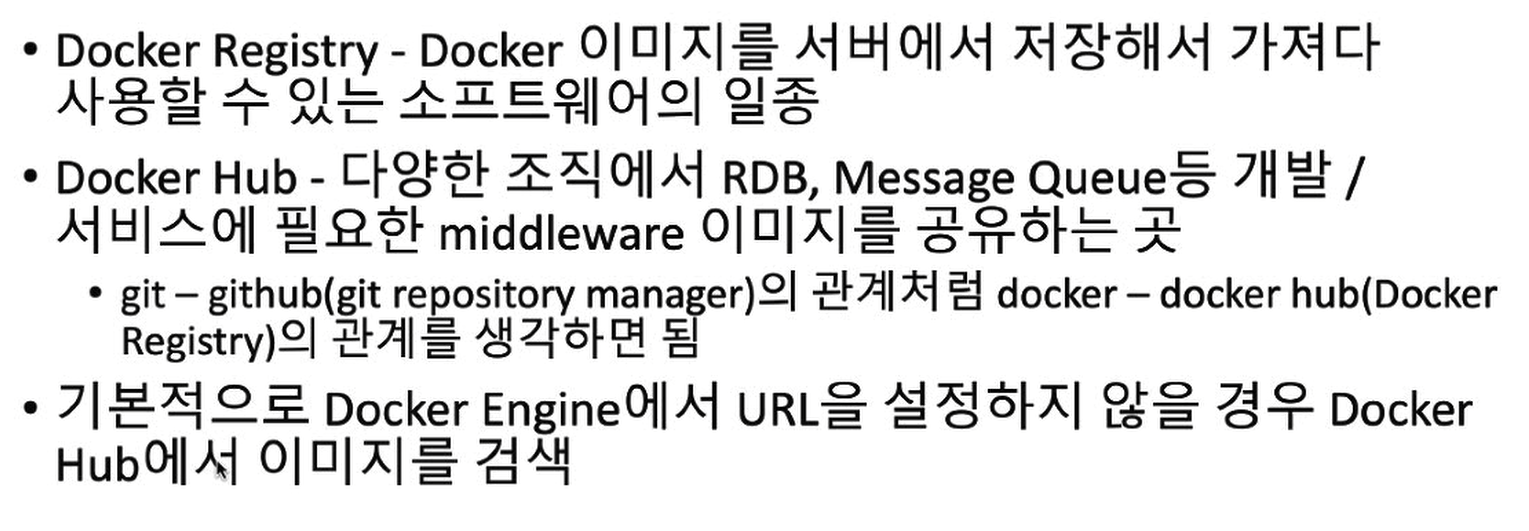 • Docker Registry - Docker 이미지를 서버에서 저장해서 가져다
사용할 수 있는 소프트웨어의 일종
• Docker Hub - 다양한 조직에서 RDB, Message Queue등 개발 /
서비스에 필요한 middleware 이미지를 공유하는 곳
• git – github(git repository manager)의 관계처럼 docker – docker hub(Docker
Registry)의 관계를 생각하면 됨
• 기본적으로 Docker Engine에서 URL을 설정하지 않을 경우 Docker
Hub에서 이미지를 검색